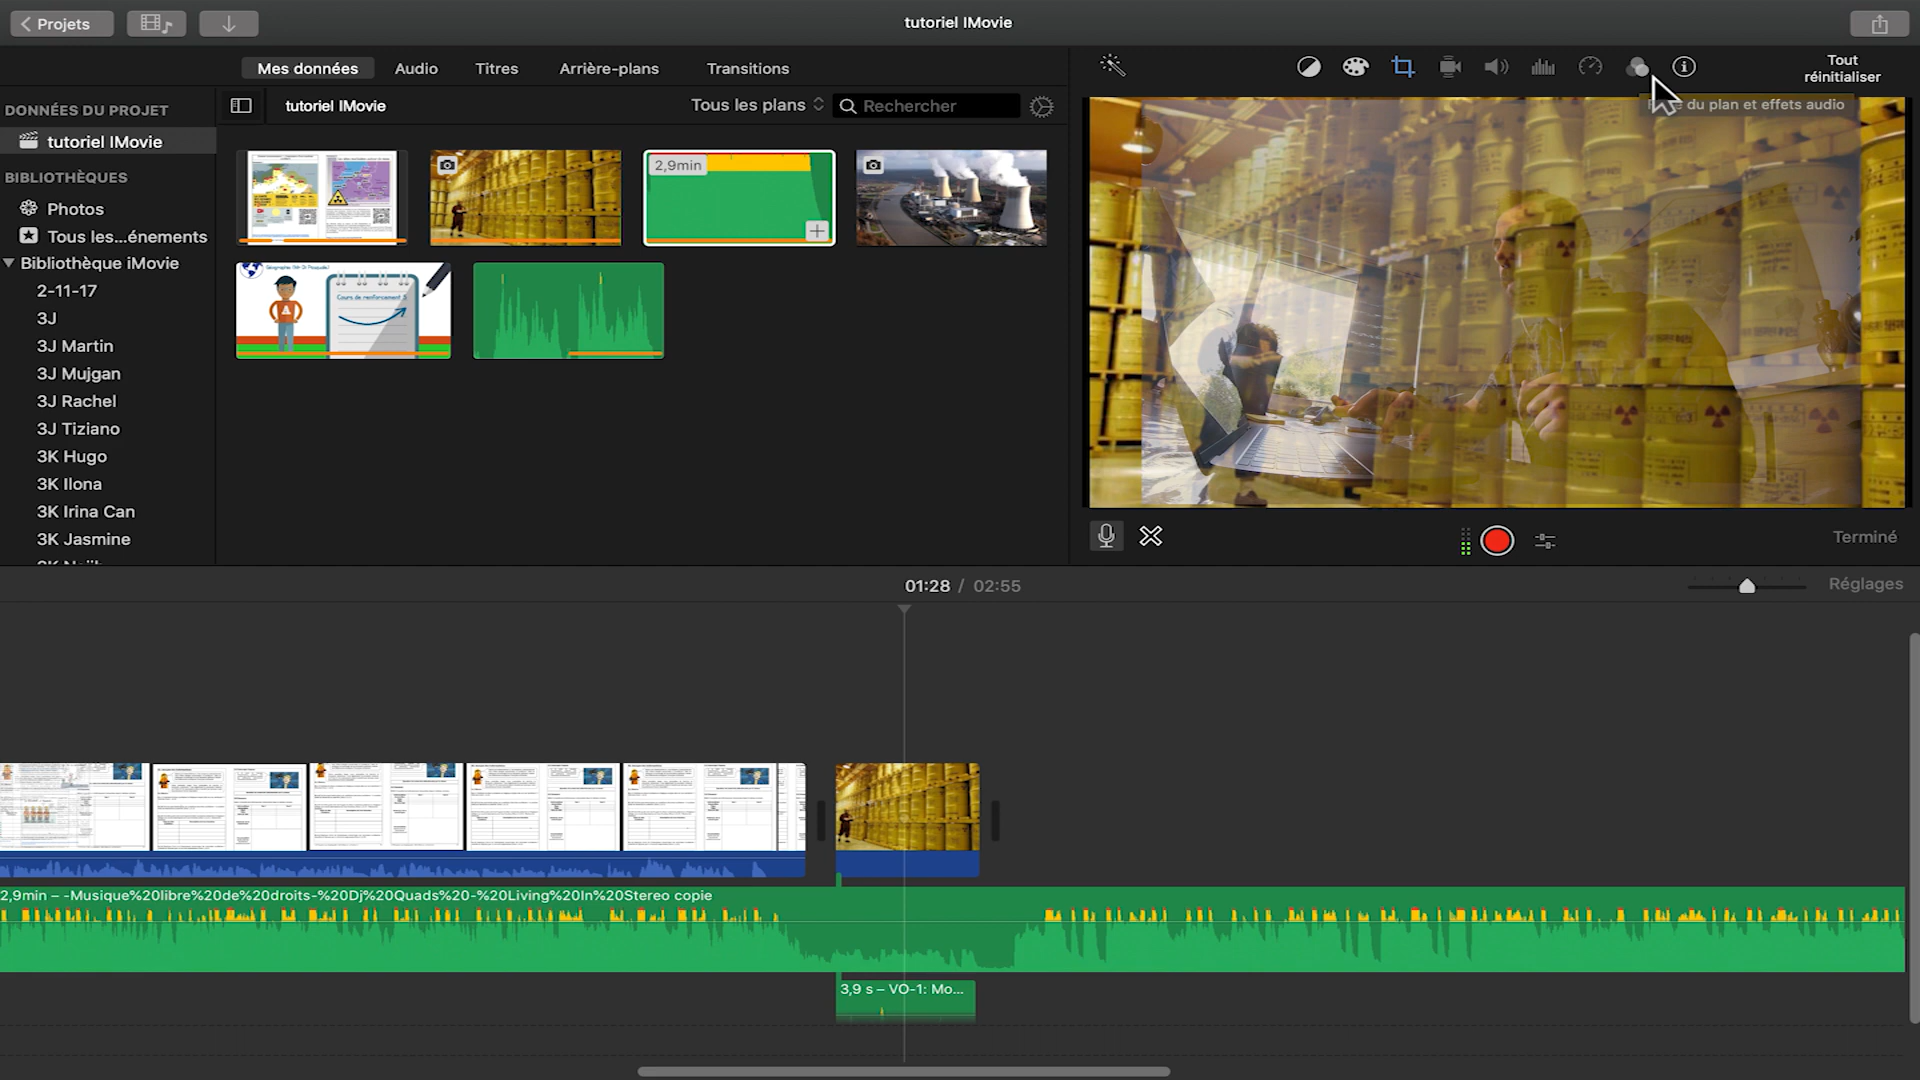 Projets
tutoriel IMovie
Mes données
Audio
Titres
Arrière-plans
Transitions
Tout
réinitialiser
DONNÉES DU PROJET
tutoriel IMovie
Tous les plans
Rechercher
du plan et effets audio
tutoriel IMovie
BIBLIOTHÈQUES
Photos
Tous les...énements
Bibliothèque iMovie
2-11-17
3J
3J Martin
3J Mujgan
3J Rachel
3J Tiziano
3K Hugo
3K Ilona
3K Irina Can
3K Jasmine
2,9min
Cours de renforcement
Terminé
01:28 / 02:55
Réglages
2,9min – -Musique%20libre%20de%20droits-%20Dj%20Quads%20-%20Living%20In%20Stereo copie
3,9 s – VO-1: Mo...